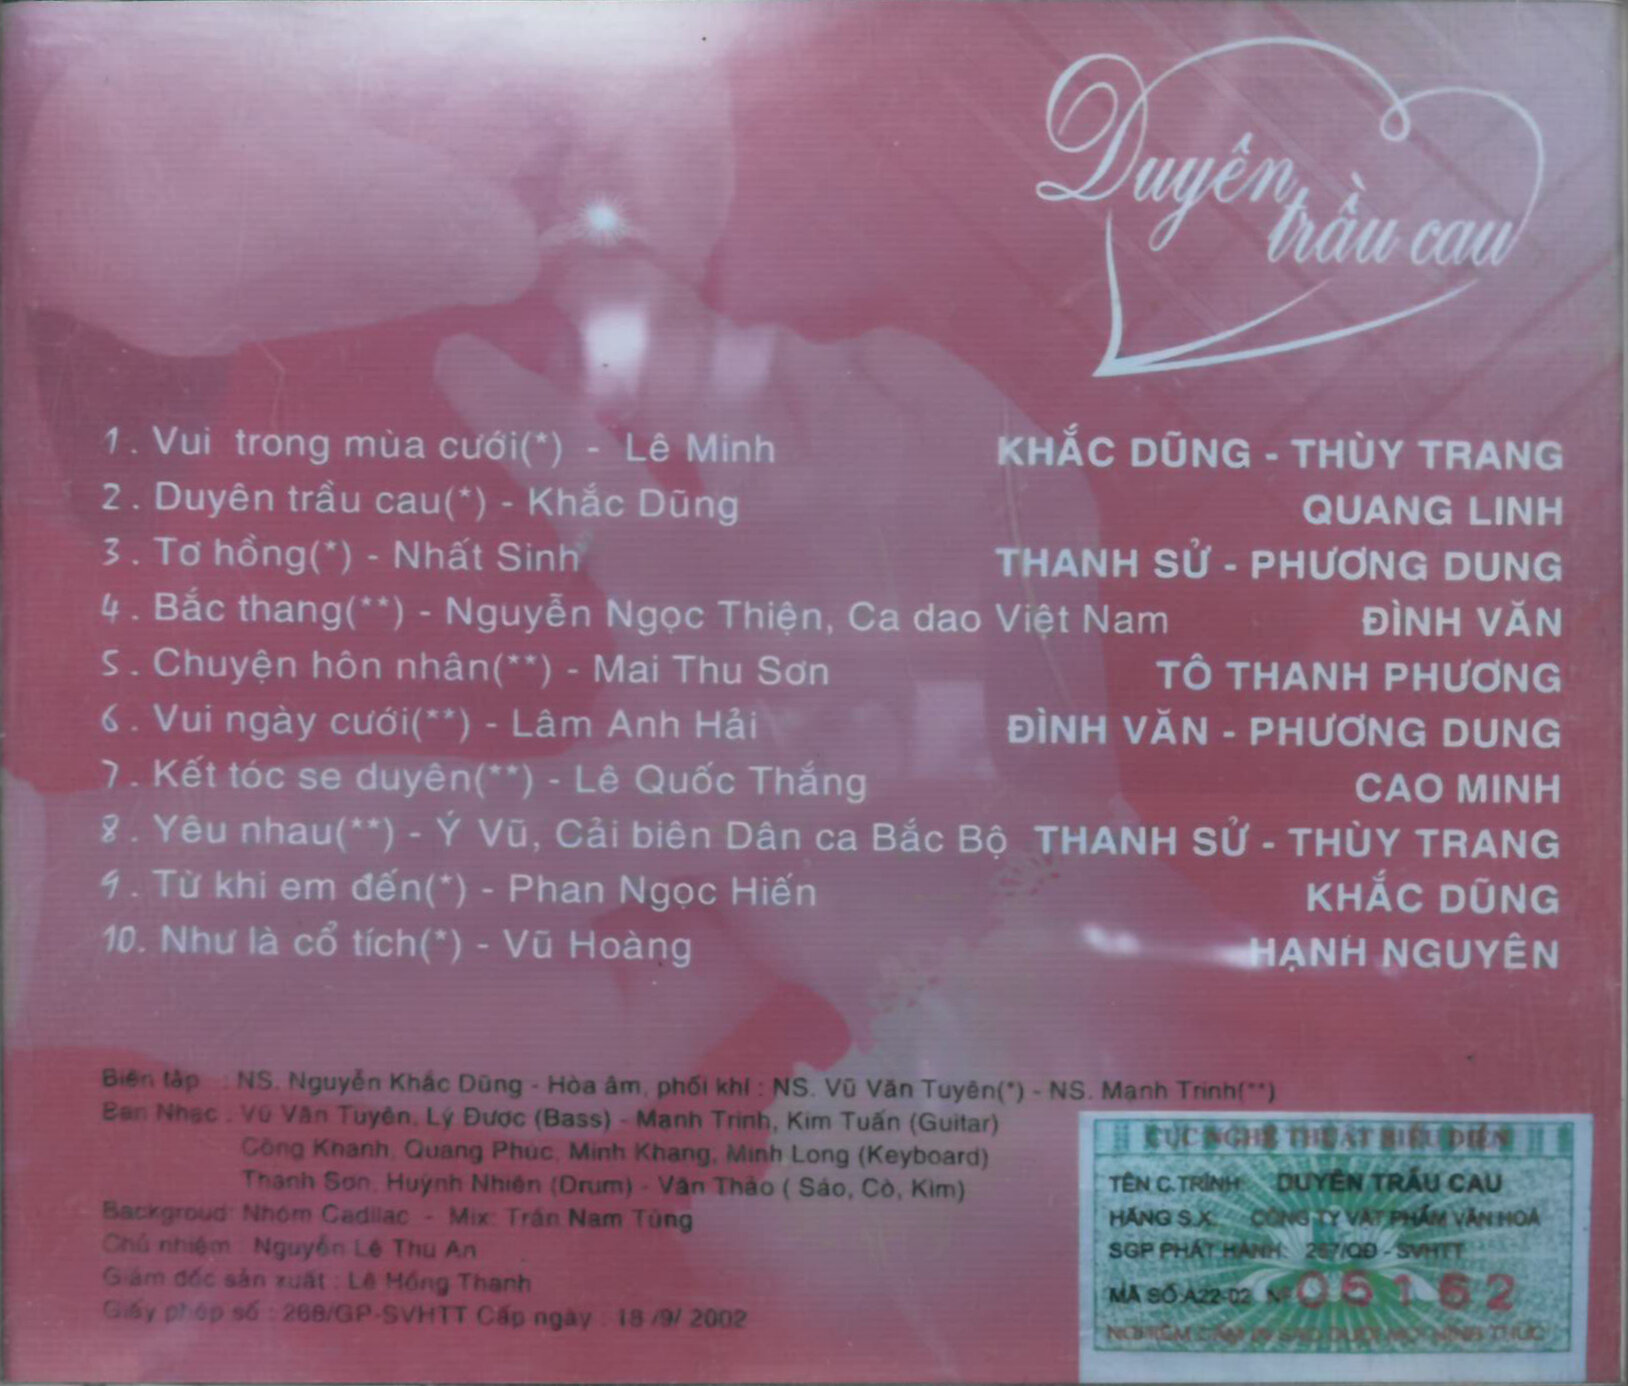 Duyên
trầu cau
1. Vui trong mùa cưới(*) - Lê Minh KHẮC DŨNG - THÙY TRANG
2. Duyên trầu cau(*) - Khắc Dũng QUANG LINH
3. Tơ hồng(*) - Nhất Sinh THANH SỬ - PHƯƠNG DUNG
4. Bắc thang(**) - Nguyễn Ngọc Thiện, Ca dao Việt Nam ĐÌNH VĂN
5. Chuyện hôn nhân(**) - Mai Thu Sơn TÔ THANH PHƯƠNG
6. Vui ngày cưới(**) - Lâm Anh Hải ĐÌNH VĂN - PHƯƠNG DUNG
7. Kết tóc se duyên(**) - Lê Quốc Thắng CAO MINH
8. Yêu nhau(**) - Ý Vũ, Cải biên Dân ca Bắc Bộ THANH SỬ - THÙY TRANG
9. Từ khi em đến(*) - Phan Ngọc Hiến KHẮC DŨNG
10. Như là cổ tích(*) - Vũ Hoàng HẠNH NGUYÊN
Biên tập : NS. Nguyễn Khắc Dũng - Hòa âm, phối khí : NS. Vũ Văn Tuyên(*) - NS. Mạnh Trinh(**)
Ban Nhạc : Vũ Văn Tuyên, Lý Được (Bass) - Mạnh Trinh, Kim Tuấn (Guitar)
Công Khanh, Quang Phúc, Minh Khang, Minh Long (Keyboard)
Thanh Sơn, Huỳnh Nhiên (Drum) - Văn Thảo ( Sáo, Cò, Kìm)
Backgroud: Nhóm Cadilac - Mix: Trần Nam Tùng
Chủ nhiệm : Nguyễn Lê Thu An
Giám đốc sản xuất : Lê Hồng Thanh
Giấy phép số : 268/GP-SVHTT Cấp ngày : 18 /9/ 2002
CỤC NGHỆ THUẬT BIỂU DIỄN
TÊN C.TRÌNH: DUYÊN TRẦU CAU
HÃNG S.X: CÔNG TY VẬT PHẨM VĂN HOÁ
SGP PHÁT HÀNH: 267/QĐ - SVHTT
MÃ SỐ:A22-02 Nº 05162
NGHIÊM CẤM IN SAO DƯỚI MỌI HÌNH THỨC